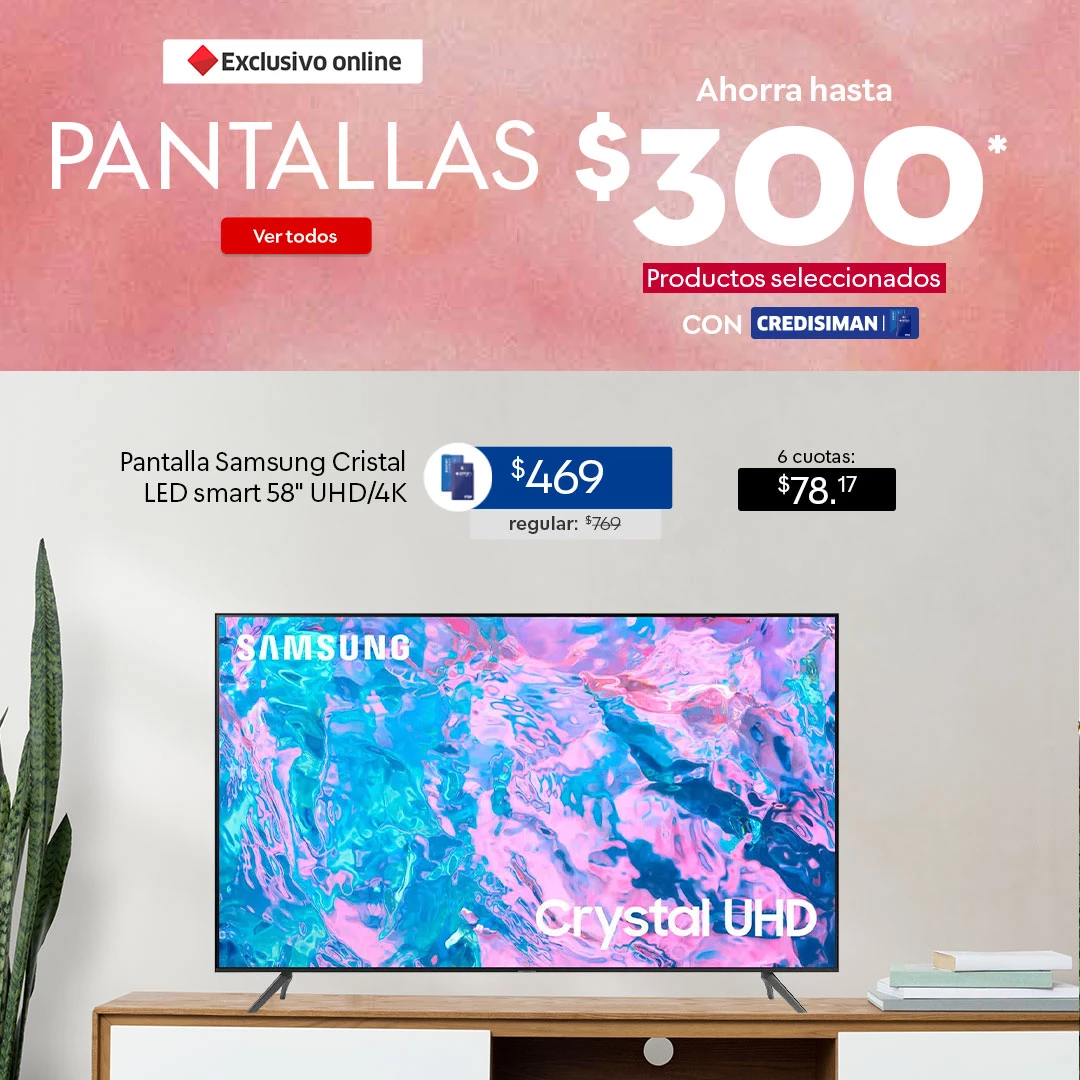 Exclusivo online
PANTALLAS
Ver todos
Ahorra hasta
$300*
Productos seleccionados
CON CREDISIMAN
Pantalla Samsung Cristal
LED smart 58" UHD/4K
$469
regular: $769
6 cuotas:
$78.17
SAMSUNG
Crystal UHD